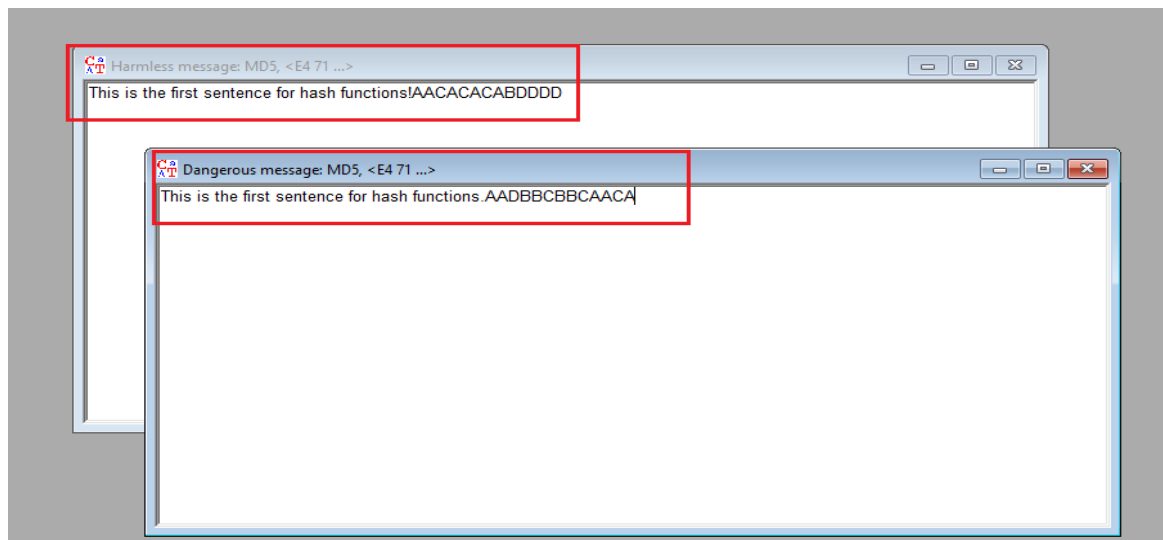 Harmless message: MD5, <E4 71 ...>
This is the first sentence for hash functions!AACACACABDDDD
Dangerous message: MD5, <E4 71 ...>
This is the first sentence for hash functions.AADBBCBBCAACA